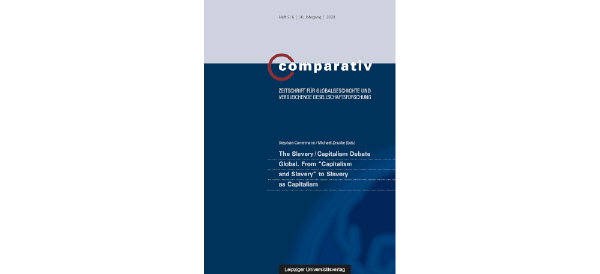 2020
comparativ
ZEITSCHRIFT FÜR GLOBALGESCHICHTE UND
VERGLEICHENDE GESELLSCHAFTSFORSCHUNG
The Slavery / Capitalism Debate
Global. From "Capitalism
and Slavery" to Slavery
as Capitalism
Leipziger Universitätsverlag